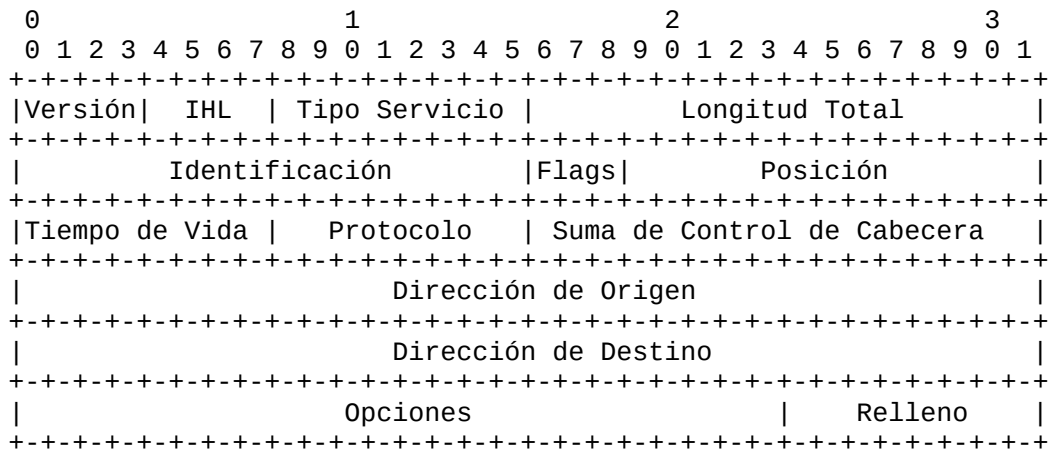 0                   1                   2                   3
 0 1 2 3 4 5 6 7 8 9 0 1 2 3 4 5 6 7 8 9 0 1 2 3 4 5 6 7 8 9 0 1
+-+-+-+-+-+-+-+-+-+-+-+-+-+-+-+-+-+-+-+-+-+-+-+-+-+-+-+-+-+-+-+-+
|Versión|  IHL  | Tipo Servicio |         Longitud Total        |
+-+-+-+-+-+-+-+-+-+-+-+-+-+-+-+-+-+-+-+-+-+-+-+-+-+-+-+-+-+-+-+-+
|         Identificación        |Flags|        Posición         |
+-+-+-+-+-+-+-+-+-+-+-+-+-+-+-+-+-+-+-+-+-+-+-+-+-+-+-+-+-+-+-+-+
|Tiempo de Vida |   Protocolo   | Suma de Control de Cabecera   |
+-+-+-+-+-+-+-+-+-+-+-+-+-+-+-+-+-+-+-+-+-+-+-+-+-+-+-+-+-+-+-+-+
|                       Dirección de Origen                     |
+-+-+-+-+-+-+-+-+-+-+-+-+-+-+-+-+-+-+-+-+-+-+-+-+-+-+-+-+-+-+-+-+
|                       Dirección de Destino                    |
+-+-+-+-+-+-+-+-+-+-+-+-+-+-+-+-+-+-+-+-+-+-+-+-+-+-+-+-+-+-+-+-+
|                    Opciones                   |    Relleno    |
+-+-+-+-+-+-+-+-+-+-+-+-+-+-+-+-+-+-+-+-+-+-+-+-+-+-+-+-+-+-+-+-+